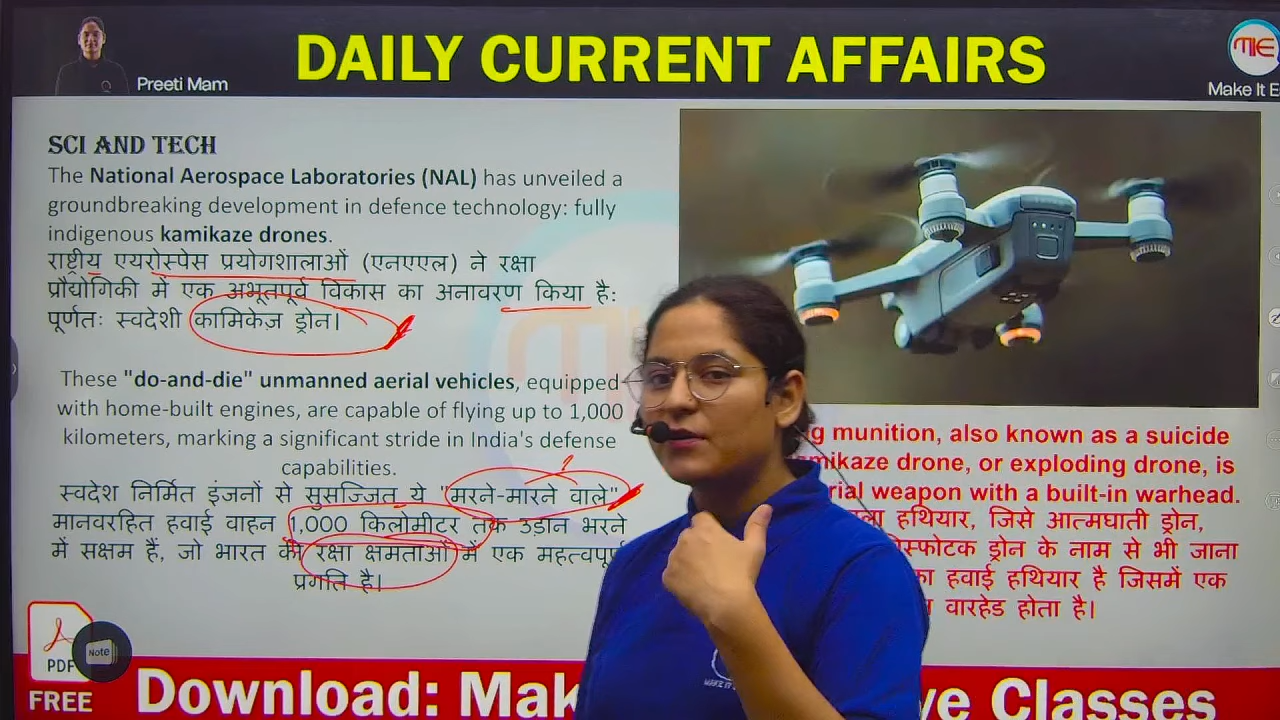 DAILY CURRENT AFFAIRS
Preeti Mam
Make It E
SCI AND TECH
The National Aerospace Laboratories (NAL) has unveiled a
groundbreaking development in defence technology: fully
indigenous kamikaze drones.
राष्ट्रीय एयरोस्पेस प्रयोगशालाओं (एनएएल) ने रक्षा
प्रौद्योगिकी में एक अभूतपूर्व विकास का अनावरण किया है:
पूर्णतः स्वदेशी कामिकेज़ ड्रोन।
These "do-and-die" unmanned aerial vehicles, equipped
with home-built engines, are capable of flying up to 1,000
kilometers, marking a significant stride in India's defense
capabilities.
स्वदेश निर्मित इंजनों से सुसज्जित ये "मरने-मारने वाले"
मानवरहित हवाई वाहन 1,000 किलोमीटर तक उड़ान भरने
में सक्षम हैं, जो भारत की रक्षा क्षमताओं में एक महत्वपूर्ण
प्रगति है।
g munition, also known as a suicide
mikaze drone, or exploding drone, is
rial weapon with a built-in warhead.
हथियार, जिसे आत्मघाती ड्रोन,
स्फोटक ड्रोन के नाम से भी जाना
का हवाई हथियार है जिसमें एक
वारहेड होता है।
PDF
Note
FREE
Download: Mak ve Classes
MAKE IT